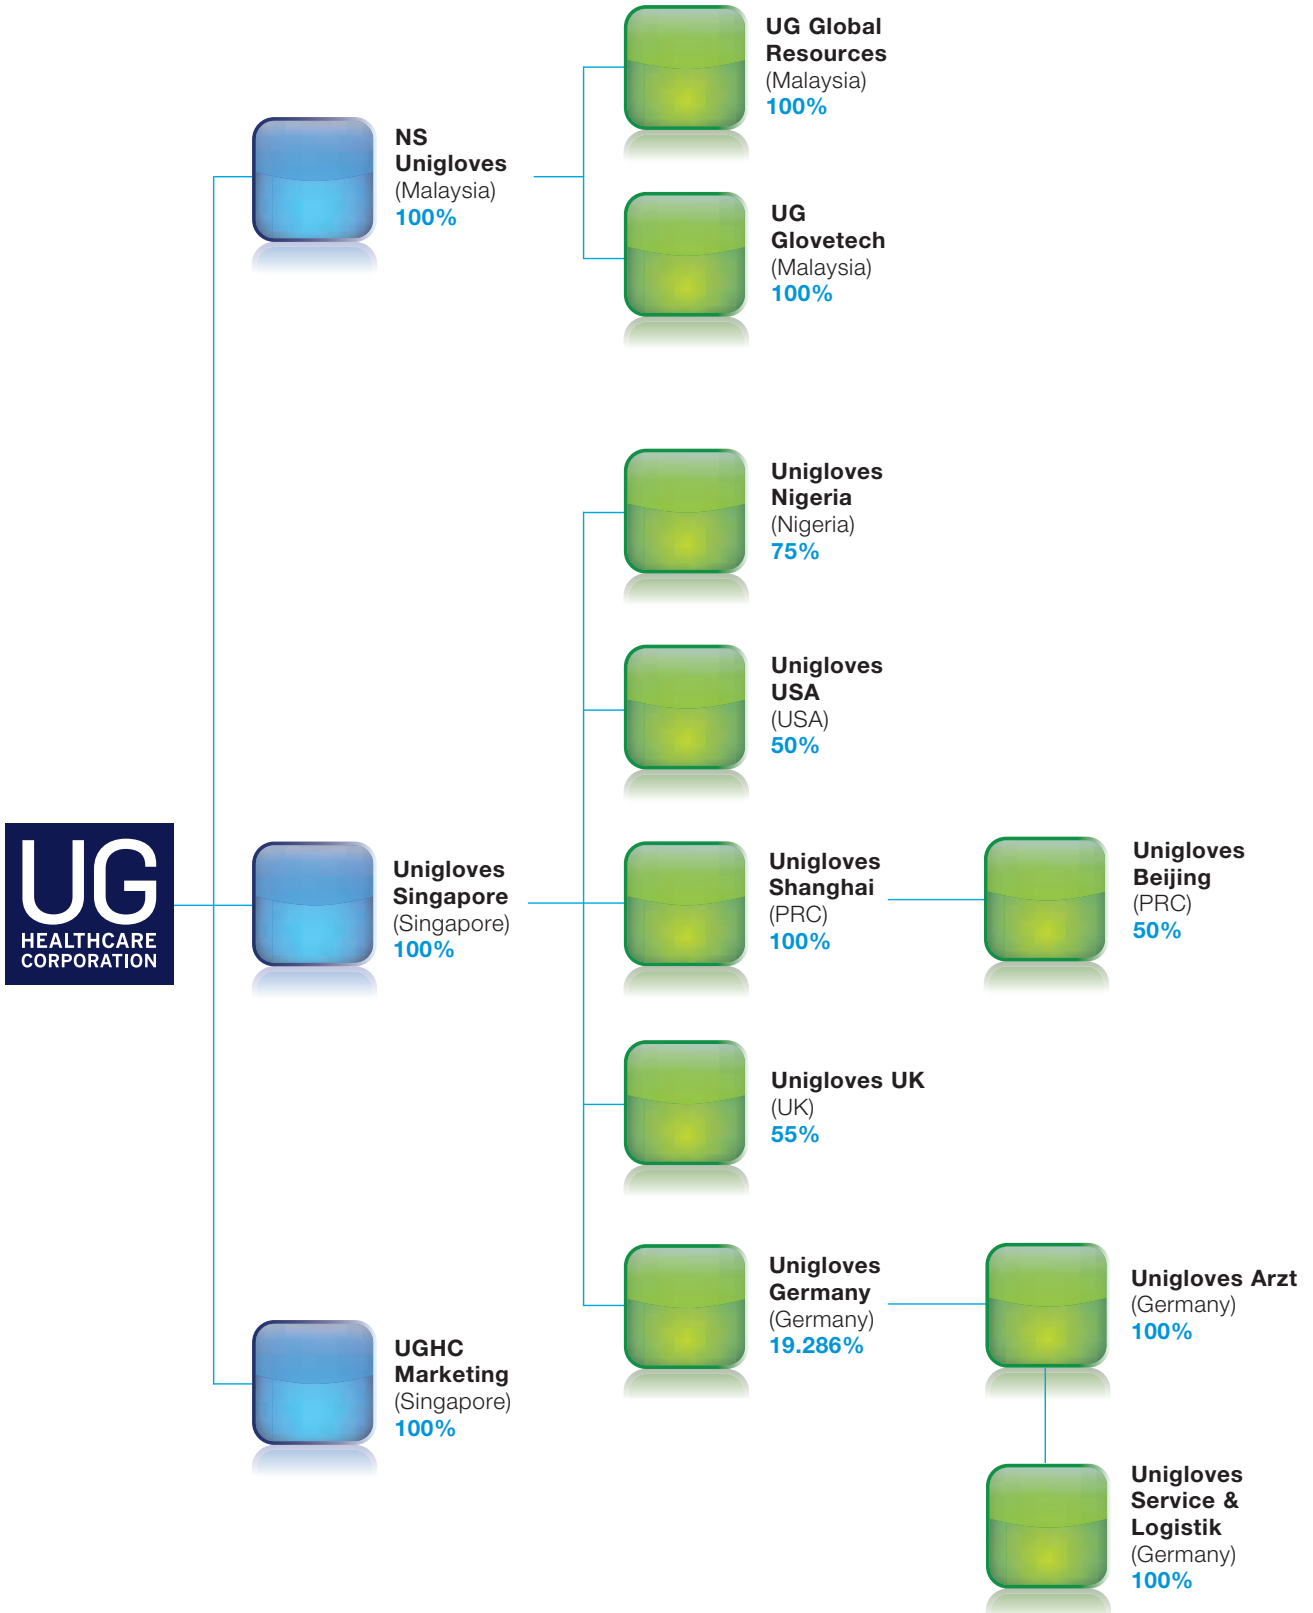 UG Global
Resources
(Malaysia)
100%
NS
Unigloves
(Malaysia)
100%
UG
Glovetech
(Malaysia)
100%
Unigloves
Nigeria
(Nigeria)
75%
Unigloves
USA
(USA)
50%
UG
HEALTHCARE
CORPORATION
Unigloves
Singapore
(Singapore)
100%
Unigloves
Shanghai
(PRC)
100%
Unigloves
Beijing
(PRC)
50%
Unigloves UK
(UK)
55%
Unigloves
Germany
(Germany)
19.286%
Unigloves Arzt
(Germany)
100%
UGHC
Marketing
(Singapore)
100%
Unigloves
Service &
Logistik
(Germany)
100%